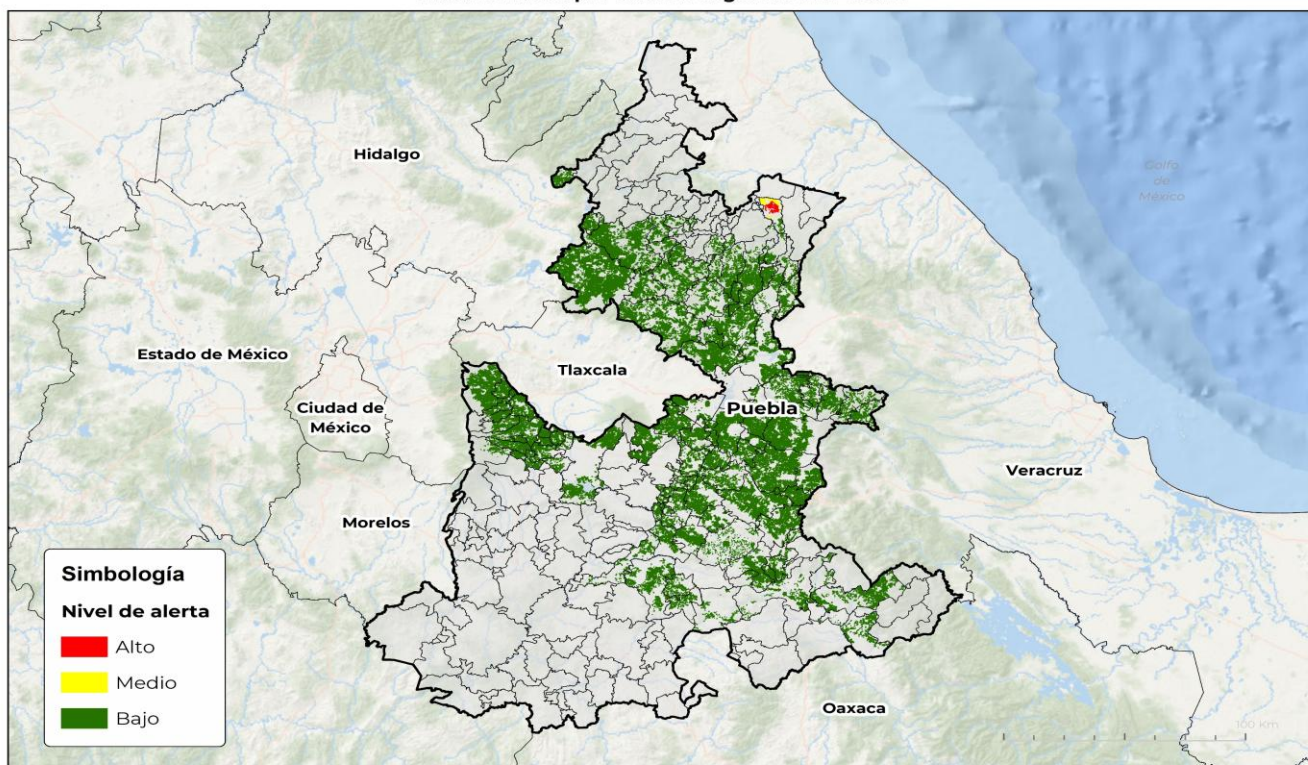 Hidalgo
Golfo
de
México
Estado de México
Tlaxcala
Ciudad de
México
Puebla
Veracruz
Morelos
Simbología
Nivel de alerta
Alto
Medio
Bajo
Oaxaca
100 Km